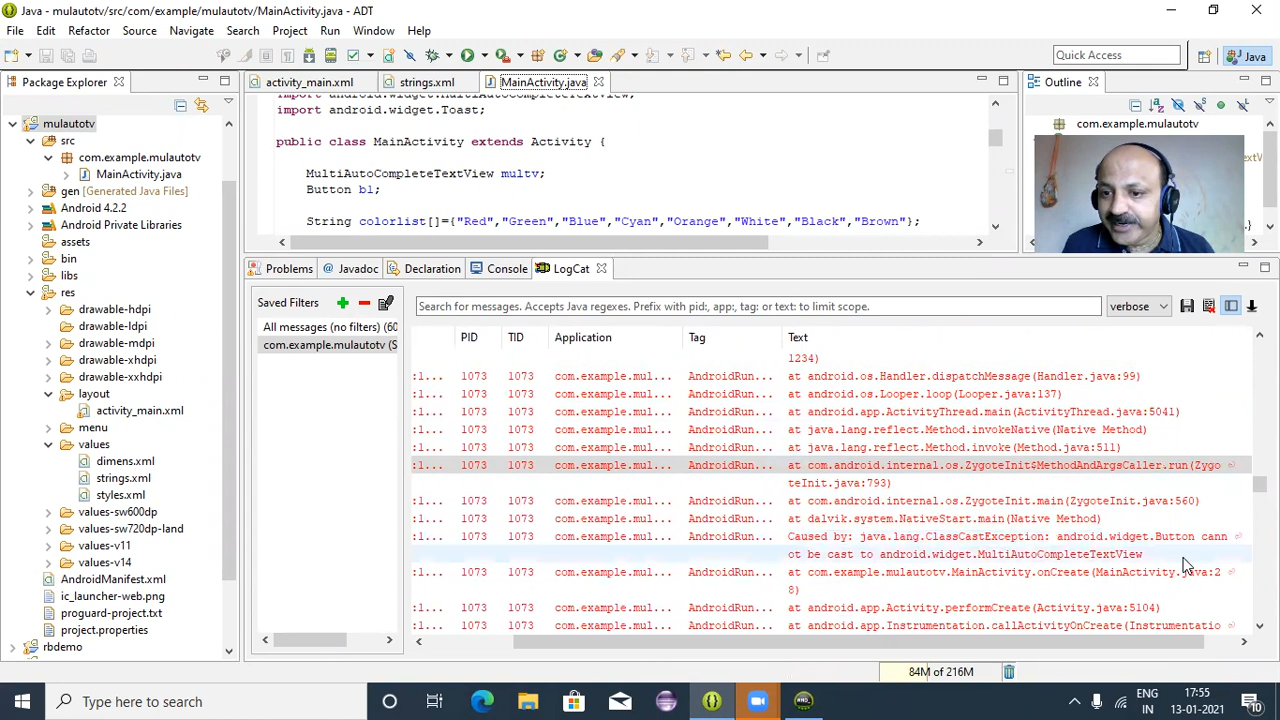 Java - mulautotv/src/com/example/mulautotv/MainActivity.java - ADT
File Edit Refactor Source Navigate Search Project Run Window Help
Quick Access
Java
Package Explorer
activity_main.xml
strings.xml
MainActivity.java
Outline
mulautotv
src
com.example.mulautotv
MainActivity.java
gen [Generated Java Files]
Android 4.2.2
Android Private Libraries
assets
bin
libs
res
drawable-hdpi
drawable-ldpi
drawable-mdpi
drawable-xhdpi
drawable-xxhdpi
layout
activity_main.xml
menu
values
dimens.xml
strings.xml
styles.xml
values-sw600dp
values-sw720dp-land
values-v11
values-v14
AndroidManifest.xml
ic_launcher-web.png
proguard-project.txt
project.properties
rbdemo
import android.widget.MultiAutoCompleteTextView;
import android.widget.Toast;
public class MainActivity extends Activity {
MultiAutoCompleteTextView multv;
Button b1;
String colorlist[]={"Red","Green","Blue","Cyan","Orange","White","Black","Brown"};
com.example.mulautotv
Problems Javadoc Declaration Console LogCat
Saved Filters
All messages (no filters) (60
com.example.mulautotv (S
Search for messages. Accepts Java regexes. Prefix with pid:, app:, tag: or text: to limit scope.
verbose
PID TID Application Tag Text
1234)
:1... 1073 1073 com.example.mul... AndroidRun... at android.os.Handler.dispatchMessage(Handler.java:99)
:1... 1073 1073 com.example.mul... AndroidRun... at android.os.Looper.loop(Looper.java:137)
:1... 1073 1073 com.example.mul... AndroidRun... at android.app.ActivityThread.main(ActivityThread.java:5041)
:1... 1073 1073 com.example.mul... AndroidRun... at java.lang.reflect.Method.invokeNative(Native Method)
:1... 1073 1073 com.example.mul... AndroidRun... at java.lang.reflect.Method.invoke(Method.java:511)
:1... 1073 1073 com.example.mul... AndroidRun... at com.android.internal.os.ZygoteInit$MethodAndArgsCaller.run(Zygo
teInit.java:793)
:1... 1073 1073 com.example.mul... AndroidRun... at com.android.internal.os.ZygoteInit.main(ZygoteInit.java:560)
:1... 1073 1073 com.example.mul... AndroidRun... at dalvik.system.NativeStart.main(Native Method)
:1... 1073 1073 com.example.mul... AndroidRun... Caused by: java.lang.ClassCastException: android.widget.Button cann
ot be cast to android.widget.MultiAutoCompleteTextView
:1... 1073 1073 com.example.mul... AndroidRun... at com.example.mulautotv.MainActivity.onCreate(MainActivity.java:2
8)
:1... 1073 1073 com.example.mul... AndroidRun... at android.app.Activity.performCreate(Activity.java:5104)
:1... 1073 1073 com.example.mul... AndroidRun... at android.app.Instrumentation.callActivityOnCreate(Instrumentatio
84M of 216M
Type here to search
ENG
IN
17:55
13-01-2021
10